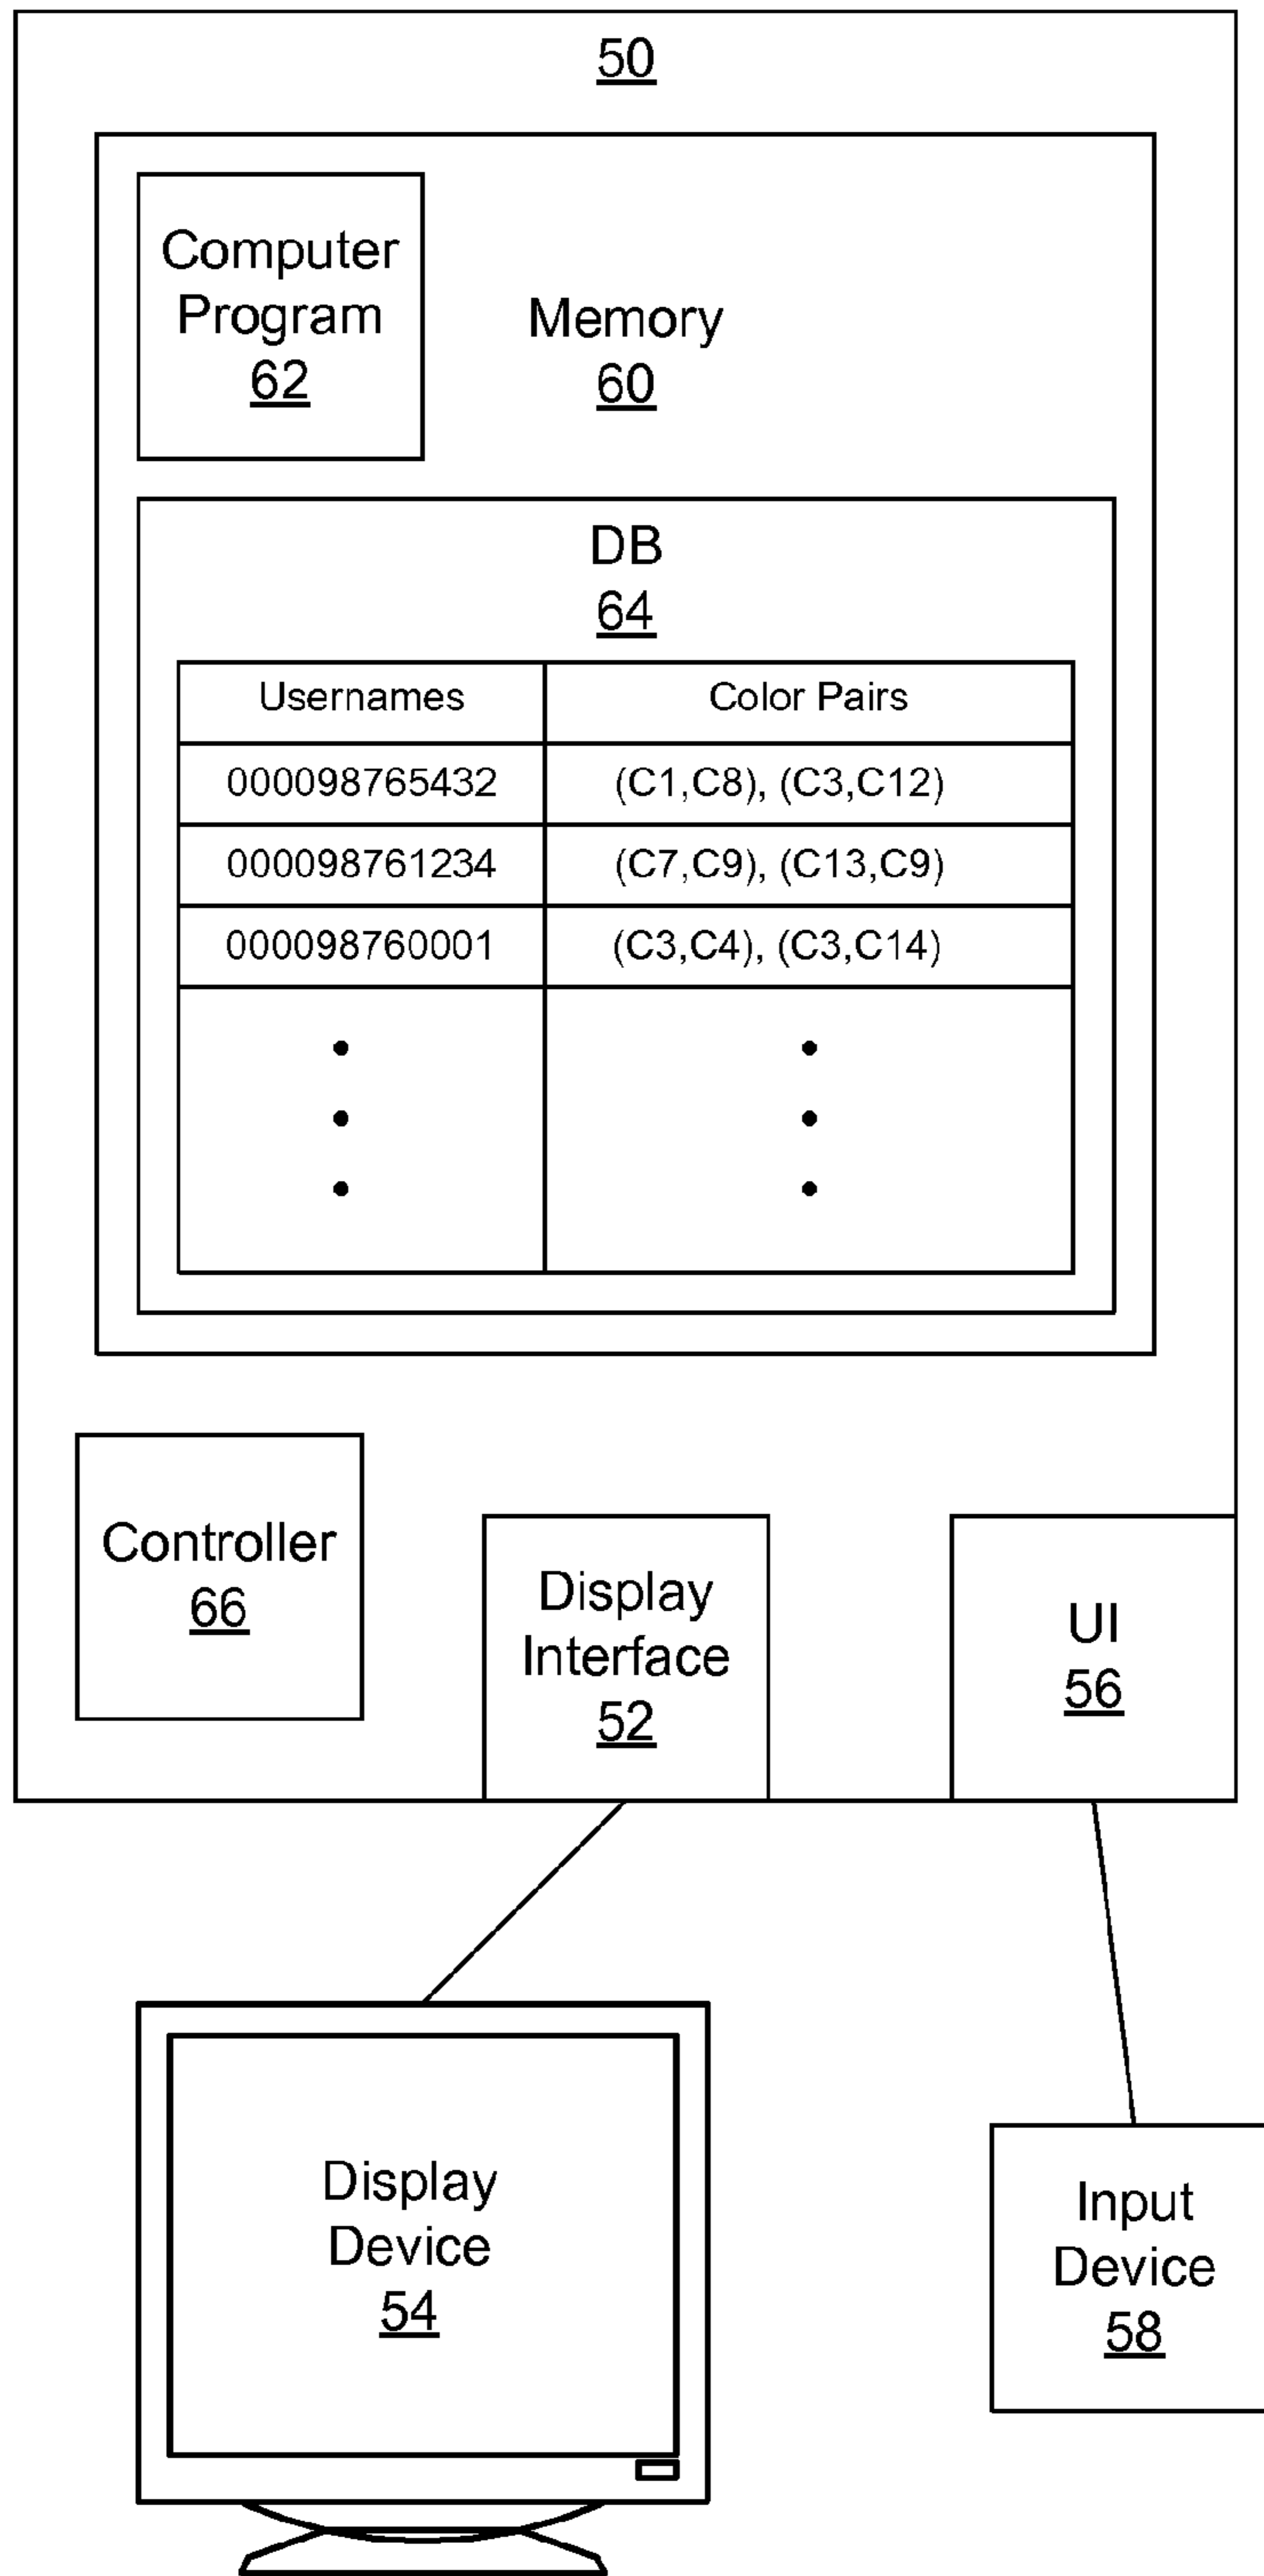 50
Computer
Program
62
Memory
60
DB
64
Usernames Color Pairs
000098765432 (C1,C8), (C3,C12)
000098761234 (C7,C9), (C13,C9)
000098760001 (C3,C4), (C3,C14)
Controller
66
Display
Interface
52
UI
56
Display
Device
54
Input
Device
58